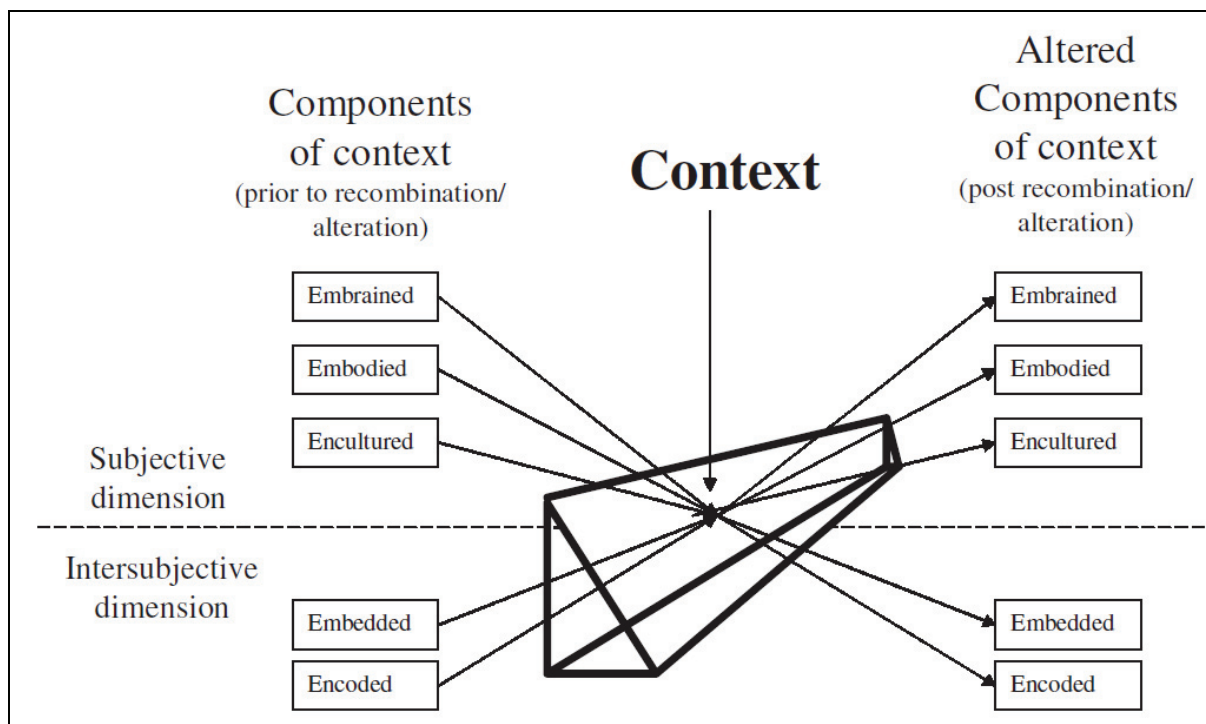 Components
of context
(prior to recombination/
alteration)
Context
Altered
Components
of context
(post recombination/
alteration)
Embrained
Embodied
Encultured
Subjective
dimension
Intersubjective
dimension
Embedded
Encoded
Embrained
Embodied
Encultured
Embedded
Encoded